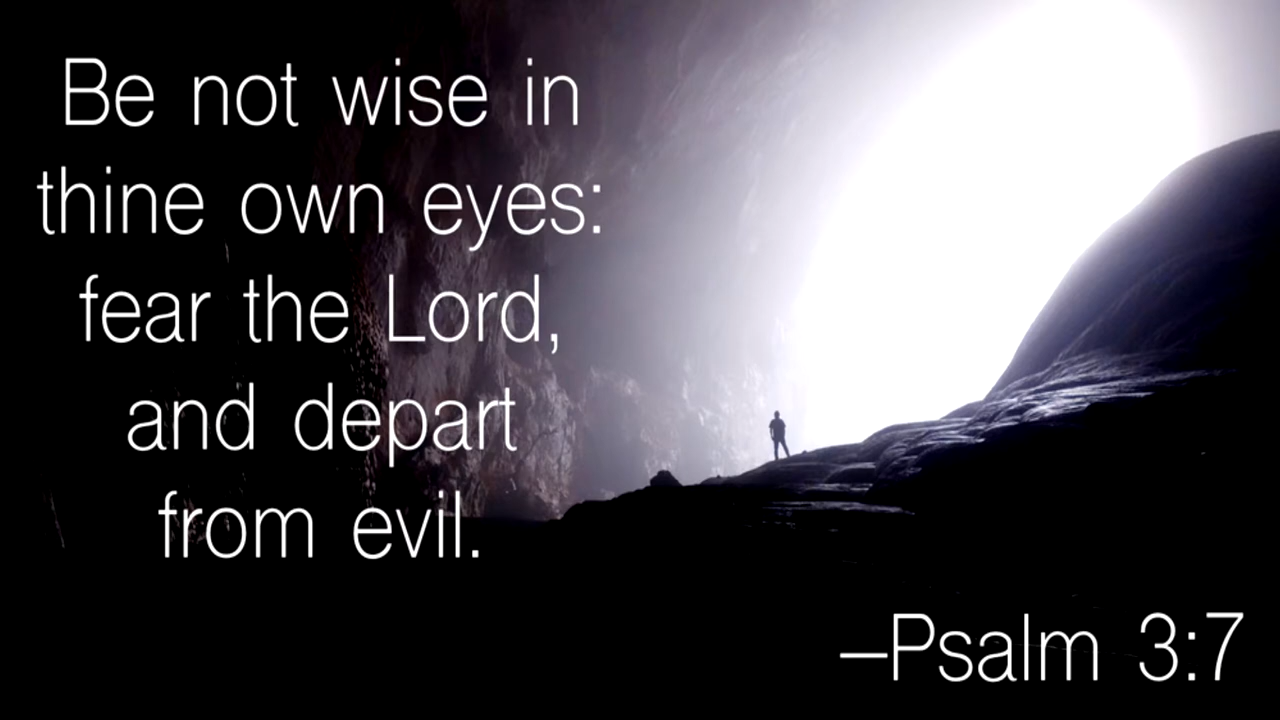 Be not wise in
thine own eyes:
fear the Lord,
and depart
from evil.
–Psalm 3:7